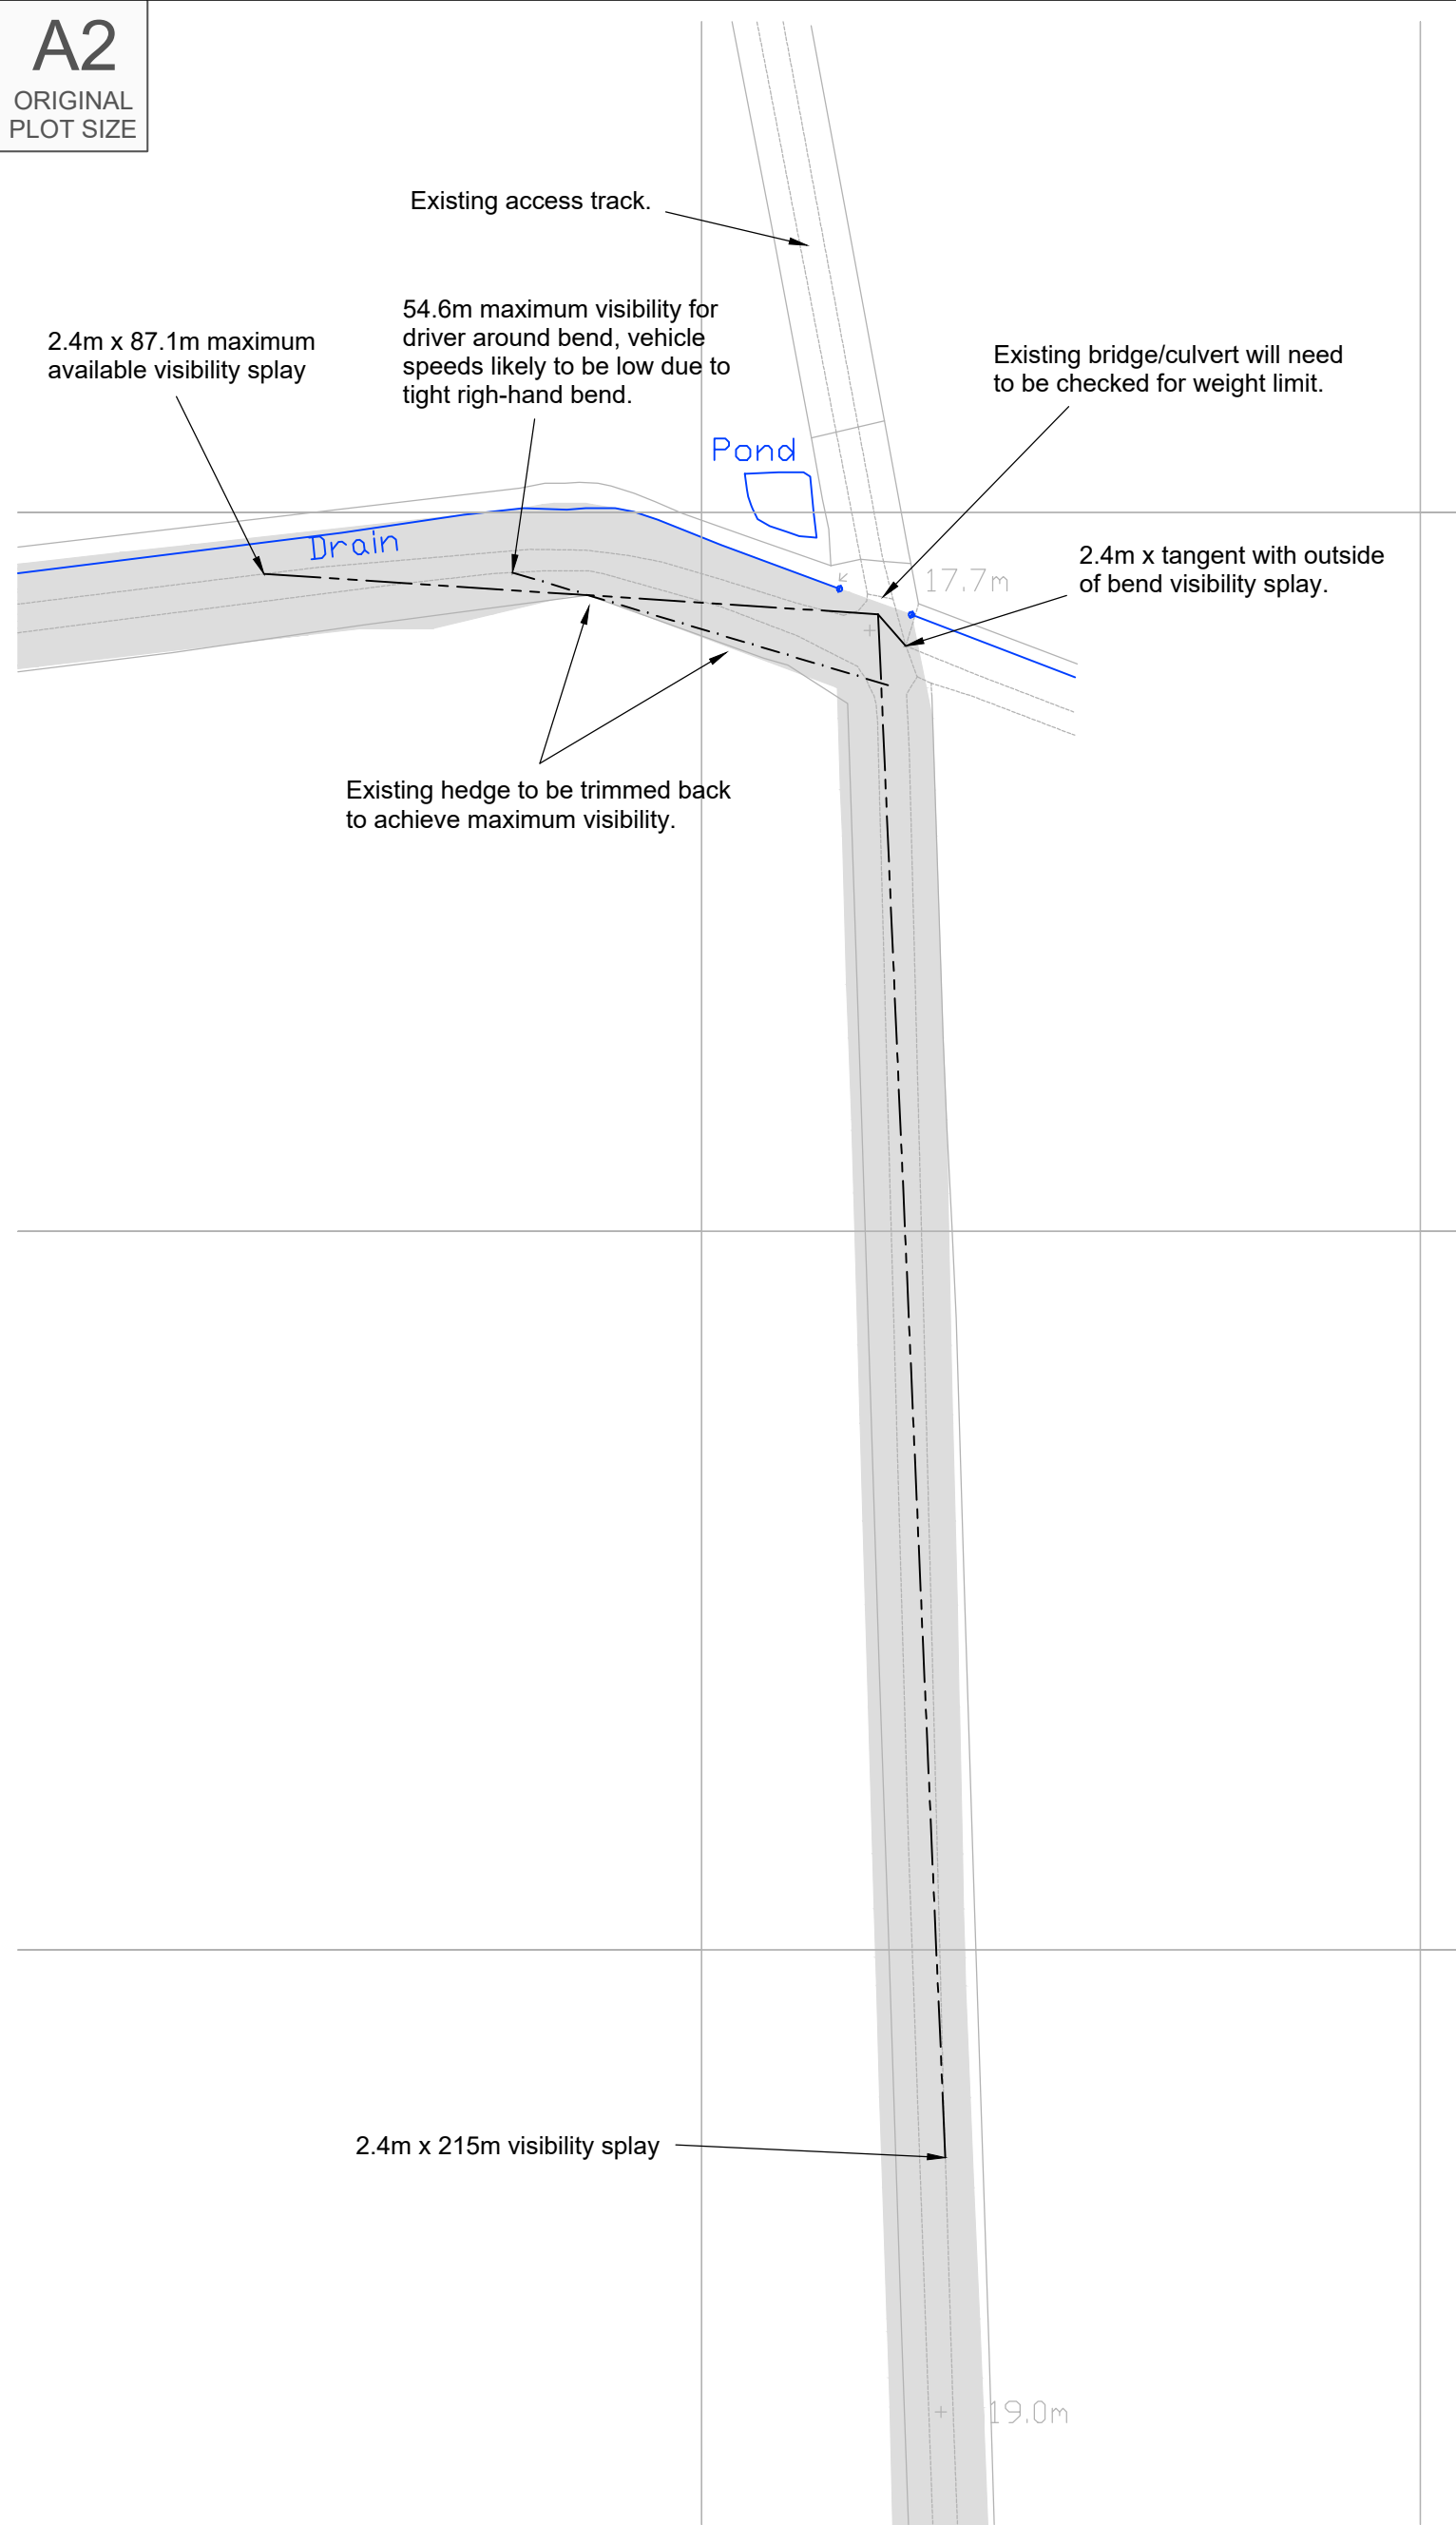 A2
ORIGINAL
PLOT SIZE
Existing access track.
54.6m maximum visibility for
driver around bend, vehicle
speeds likely to be low due to
tight righ-hand bend.
2.4m x 87.1m maximum
available visibility splay
Existing bridge/culvert will need
to be checked for weight limit.
Pond
Drain
2.4m x tangent with outside
of bend visibility splay.
17.7m
Existing hedge to be trimmed back
to achieve maximum visibility.
2.4m x 215m visibility splay
19.0m